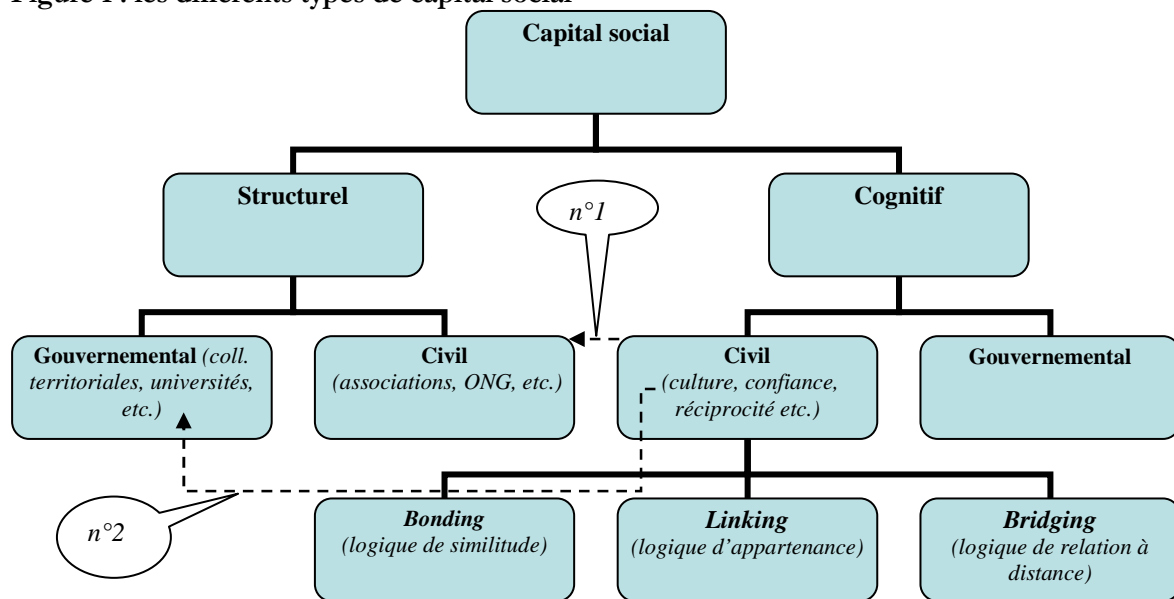 Figure 1 : les différents types de capital social
Capital social
Structurel
n°1
Cognitif
Gouvernemental (coll.
territoriales, universités,
etc.)
Civil
(associations, ONG, etc.)
Civil
(culture, confiance,
réciprocité etc.)
Gouvernemental
n°2
Bonding
(logique de similitude)
Linking
(logique d’appartenance)
Bridging
(logique de relation à
distance)